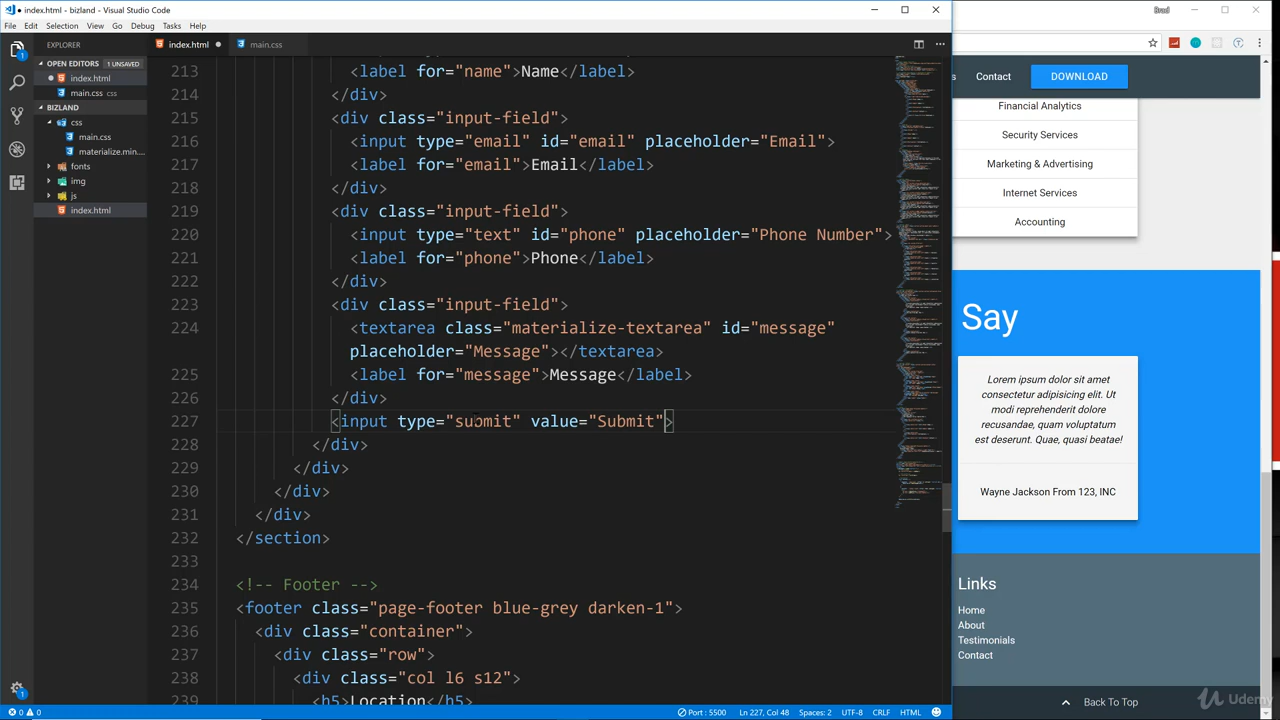 index.html - bizland - Visual Studio Code
Brad
File Edit Selection View Go Debug Tasks Help
EXPLORER
index.html
main.css
OPEN EDITORS 1 UNSAVED
index.html
main.css css
BIZLAND
css
main.css
materialize.min....
fonts
img
js
index.html
1
1
213 <label for="name">Name</label>
214 </div>
215 <div class="input-field">
216 <input type="email" id="email" placeholder="Email">
217 <label for="email">Email</label>
218 </div>
219 <div class="input-field">
220 <input type="text" id="phone" placeholder="Phone Number">
221 <label for="phone">Phone</label>
222 </div>
223 <div class="input-field">
224 <textarea class="materialize-textarea" id="message"
placeholder="Message"></textarea>
225 <label for="message">Message</label>
226 </div>
227 <input type="submit" value="Submit">
228 </div>
229 </div>
230 </div>
231 </div>
232 </section>
233
234 <!-- Footer -->
235 <footer class="page-footer blue-grey darken-1">
236 <div class="container">
237 <div class="row">
238 <div class="col l6 s12">
239 <h5>Location</h5>
s Contact DOWNLOAD
Financial Analytics
Security Services
Marketing & Advertising
Internet Services
Accounting
Say
Lorem ipsum dolor sit amet
consectetur adipisicing elit. Ut
modi reprehenderit dolore
recusandae, quam voluptatum
est deserunt. Quae, quasi beatae!
Wayne Jackson From 123, INC
Links
Home
About
Testimonials
Contact
Back To Top
Udemy
0 0 Port : 5500 Ln 227, Col 48 Spaces: 2 UTF-8 CRLF HTML